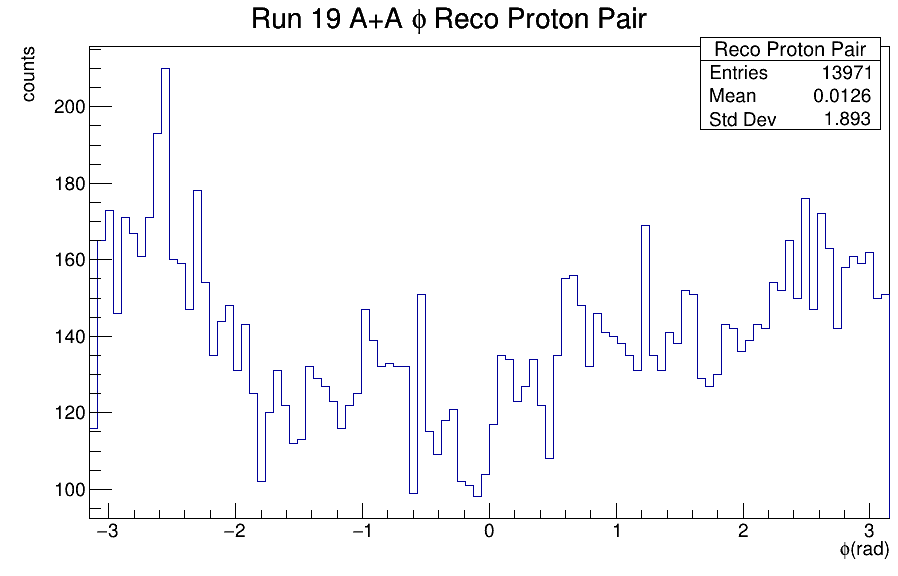 Run 19 A+A ϕ Reco Proton Pair
counts
Reco Proton Pair
Entries 13971
Mean 0.0126
Std Dev 1.893
200
180
160
140
120
100
−3 −2 −1 0 1 2 3
ϕ(rad)